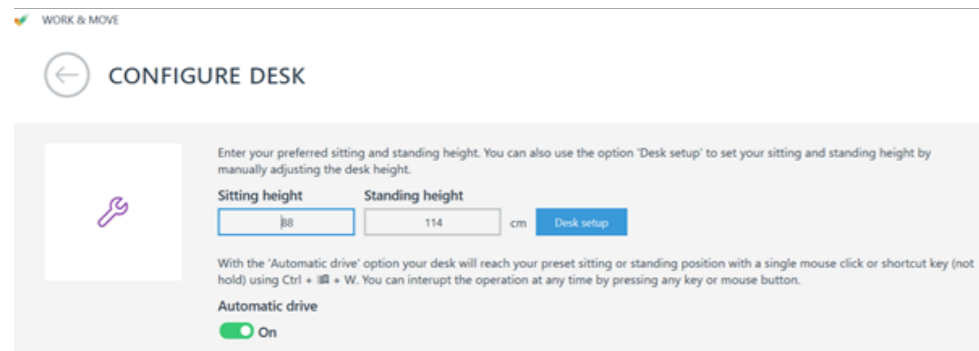 WORK & MOVE
CONFIGURE DESK
Enter your preferred sitting and standing height. You can also use the option 'Desk setup' to set your sitting and standing height by
manually adjusting the desk height.
Sitting height Standing height
88 114 cm Desk setup
With the 'Automatic drive' option your desk will reach your preset sitting or standing position with a single mouse click or shortcut key (not
hold) using Ctrl + + W. You can interupt the operation at any time by pressing any key or mouse button.
Automatic drive
On